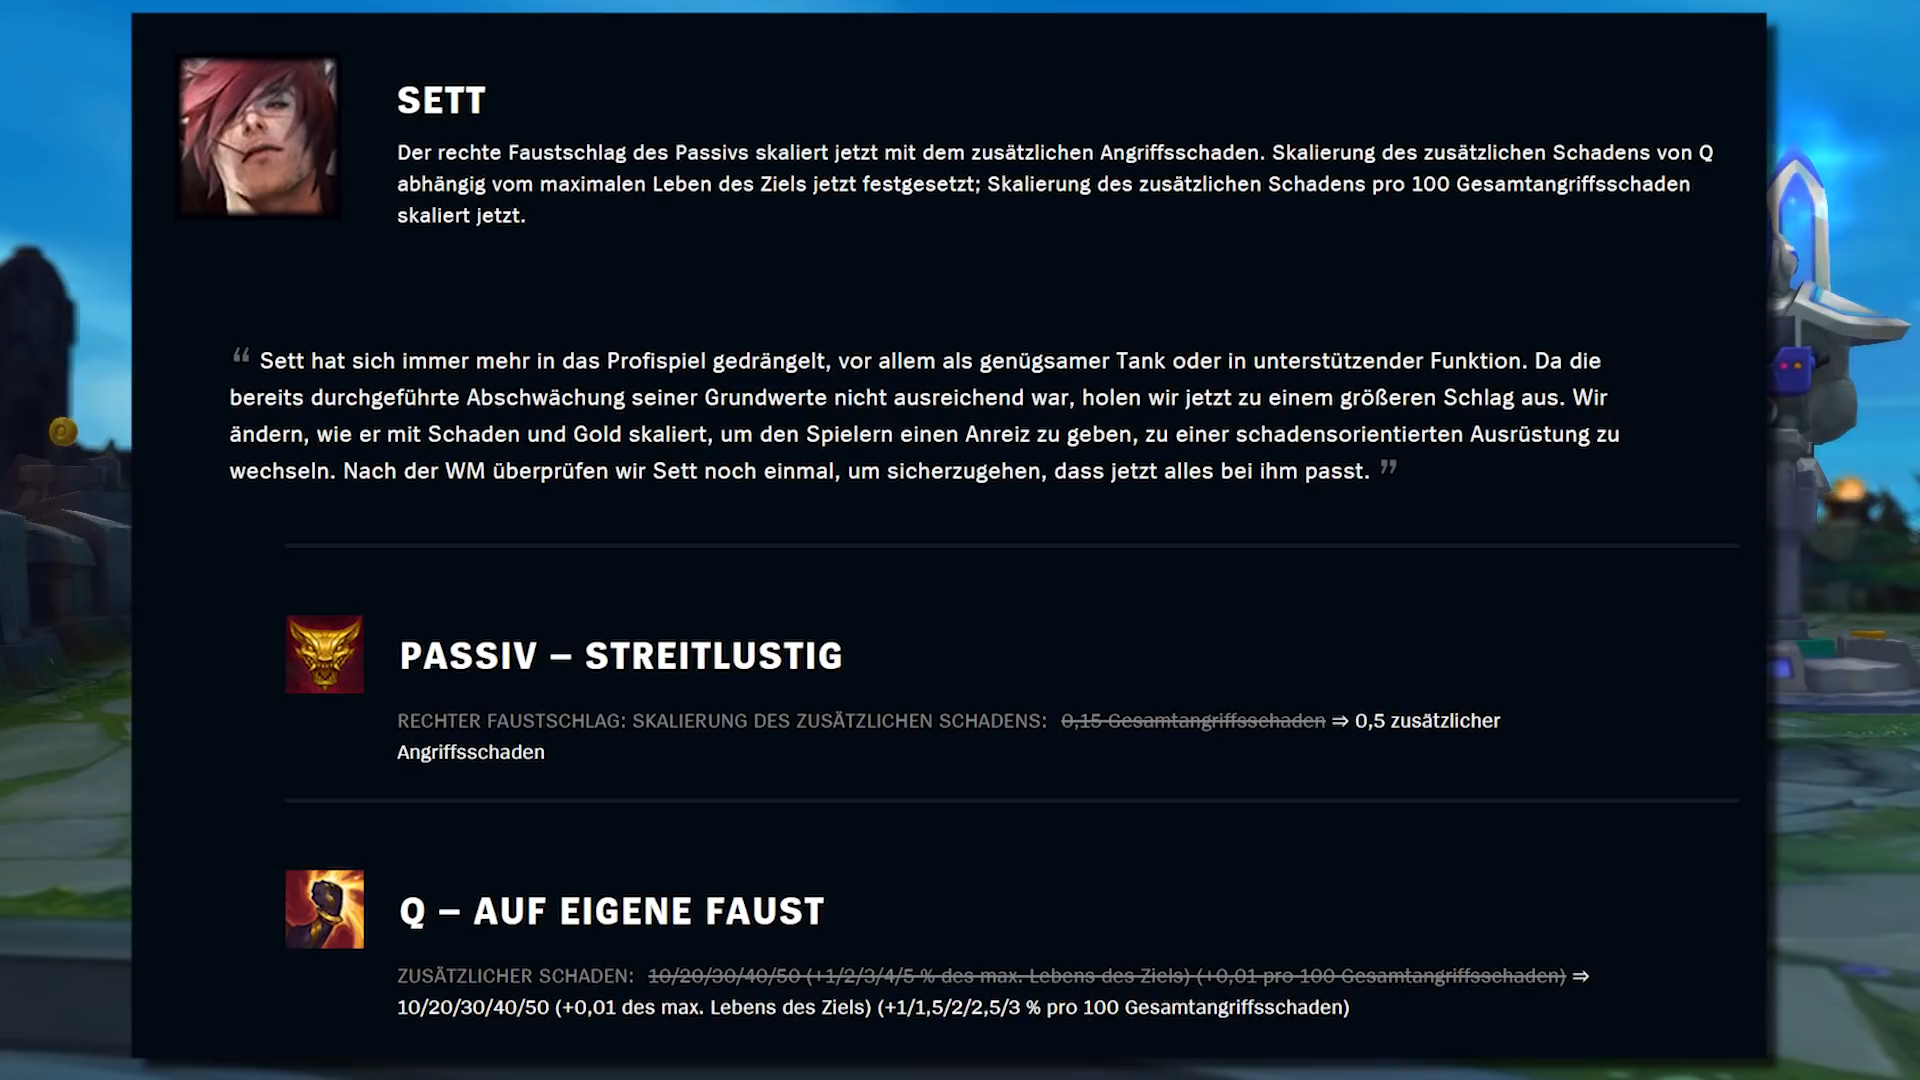 SETT
Der rechte Faustschlag des Passivs skaliert jetzt mit dem zusätzlichen Angriffsschaden. Skalierung des zusätzlichen Schadens von Q
abhängig vom maximalen Leben des Ziels jetzt festgesetzt; Skalierung des zusätzlichen Schadens pro 100 Gesamtangriffsschaden
skaliert jetzt.
“ Sett hat sich immer mehr in das Profispiel gedrängelt, vor allem als genügsamer Tank oder in unterstützender Funktion. Da die
bereits durchgeführte Abschwächung seiner Grundwerte nicht ausreichend war, holen wir jetzt zu einem größeren Schlag aus. Wir
ändern, wie er mit Schaden und Gold skaliert, um den Spielern einen Anreiz zu geben, zu einer schadensorientierten Ausrüstung zu
wechseln. Nach der WM überprüfen wir Sett noch einmal, um sicherzugehen, dass jetzt alles bei ihm passt. ”
PASSIV – STREITLUSTIG
RECHTER FAUSTSCHLAG: SKALIERUNG DES ZUSÄTZLICHEN SCHADENS: 0,15 Gesamtangriffsschaden ⇒ 0,5 zusätzlicher
Angriffsschaden
Q – AUF EIGENE FAUST
ZUSÄTZLICHER SCHADEN: 10/20/30/40/50 (+1/2/3/4/5 % des max. Lebens des Ziels) (+0,01 pro 100 Gesamtangriffsschaden) ⇒
10/20/30/40/50 (+0,01 des max. Lebens des Ziels) (+1/1,5/2/2,5/3 % pro 100 Gesamtangriffsschaden)